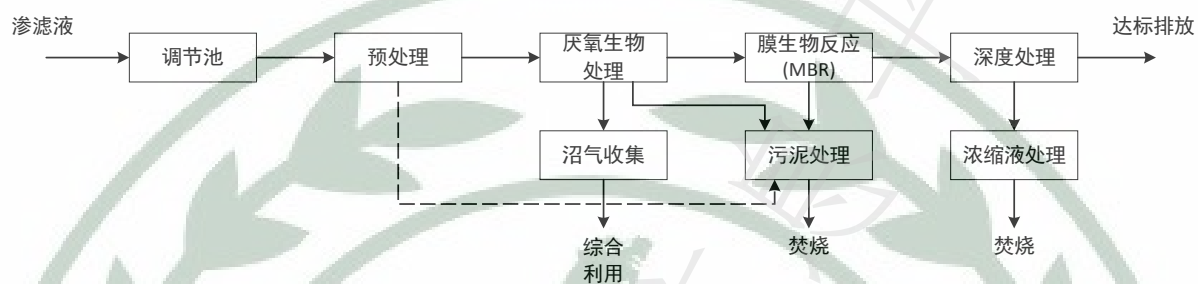 渗滤液
达标排放
调节池
预处理
厌氧生物
处理
膜生物反应
(MBR)
深度处理
沼气收集
污泥处理
浓缩液处理
综合
利用
焚烧
焚烧